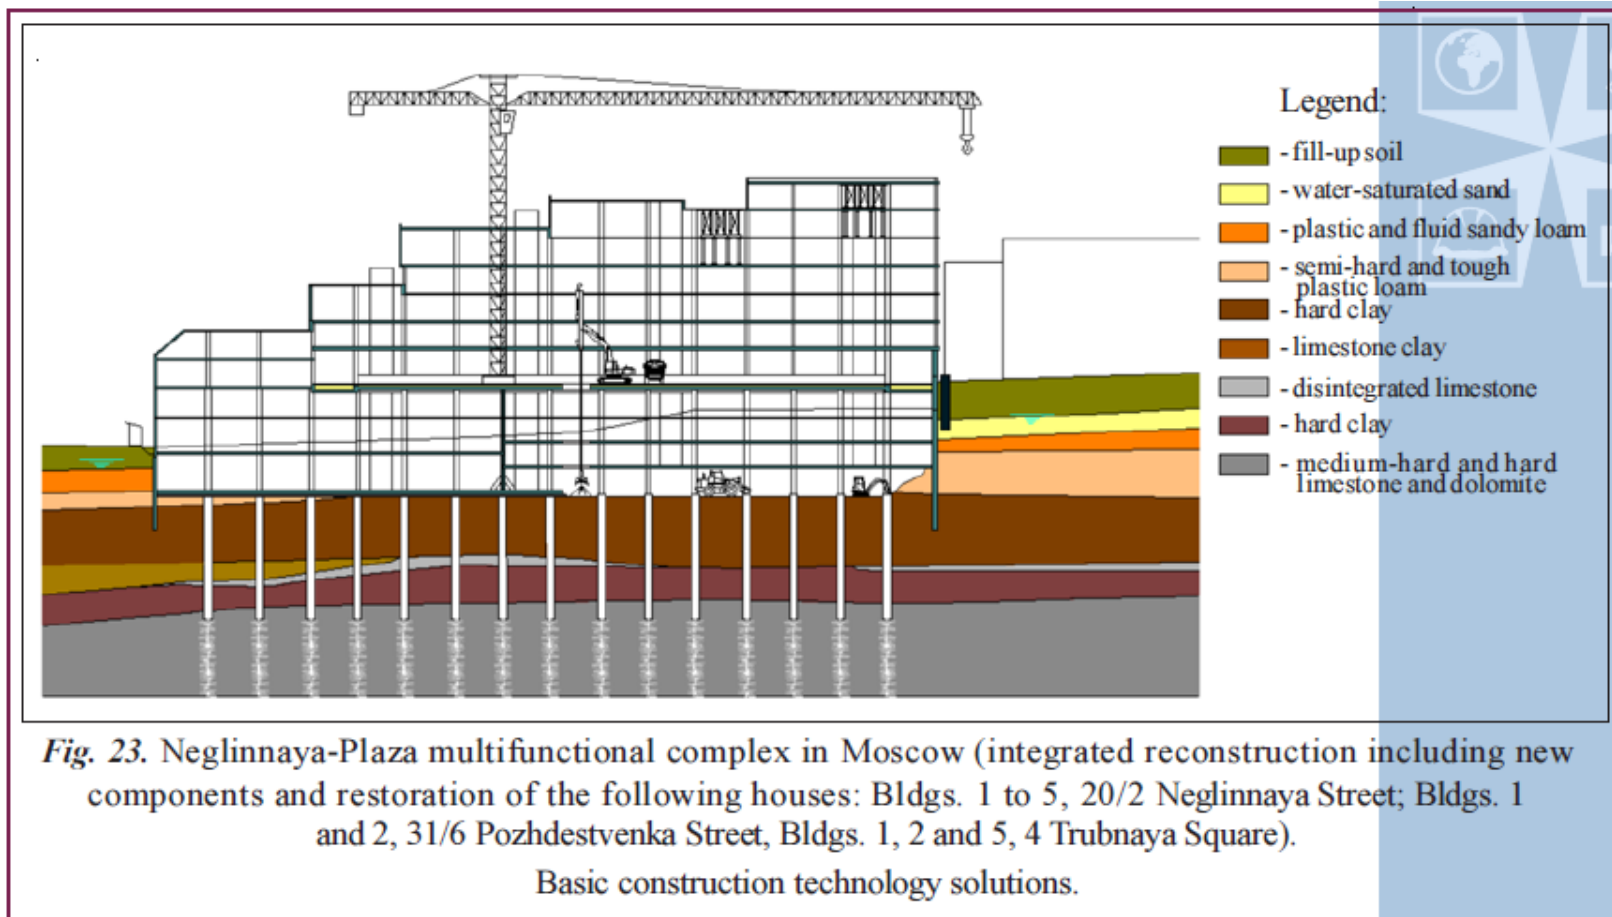 Legend:
- fill-up soil
- water-saturated sand
- plastic and fluid sandy loam
- semi-hard and tough
plastic loam
- hard clay
- limestone clay
- disintegrated limestone
- hard clay
- medium-hard and hard
limestone and dolomite
Fig. 23. Neglinnaya-Plaza multifunctional complex in Moscow (integrated reconstruction including new
components and restoration of the following houses: Bldgs. 1 to 5, 20/2 Neglinnaya Street; Bldgs. 1
and 2, 31/6 Pozhdestvenka Street, Bldgs. 1, 2 and 5, 4 Trubnaya Square).
Basic construction technology solutions.